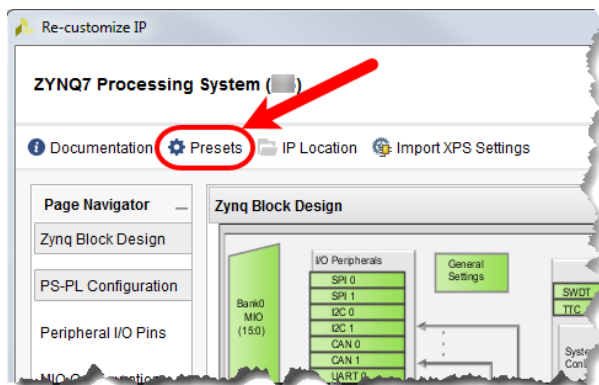 Re-customize IP
ZYNQ7 Processing System ( )
Documentation Presets IP Location Import XPS Settings
Page Navigator
Zynq Block Design
PS-PL Configuration
Peripheral I/O Pins
Zynq Block Design
Bank0
MIO
(15:0)
I/O Peripherals
SPI 0
SPI 1
I2C 0
I2C 1
CAN 0
CAN 1
UART 0
General
Settings
SWDT
TTC